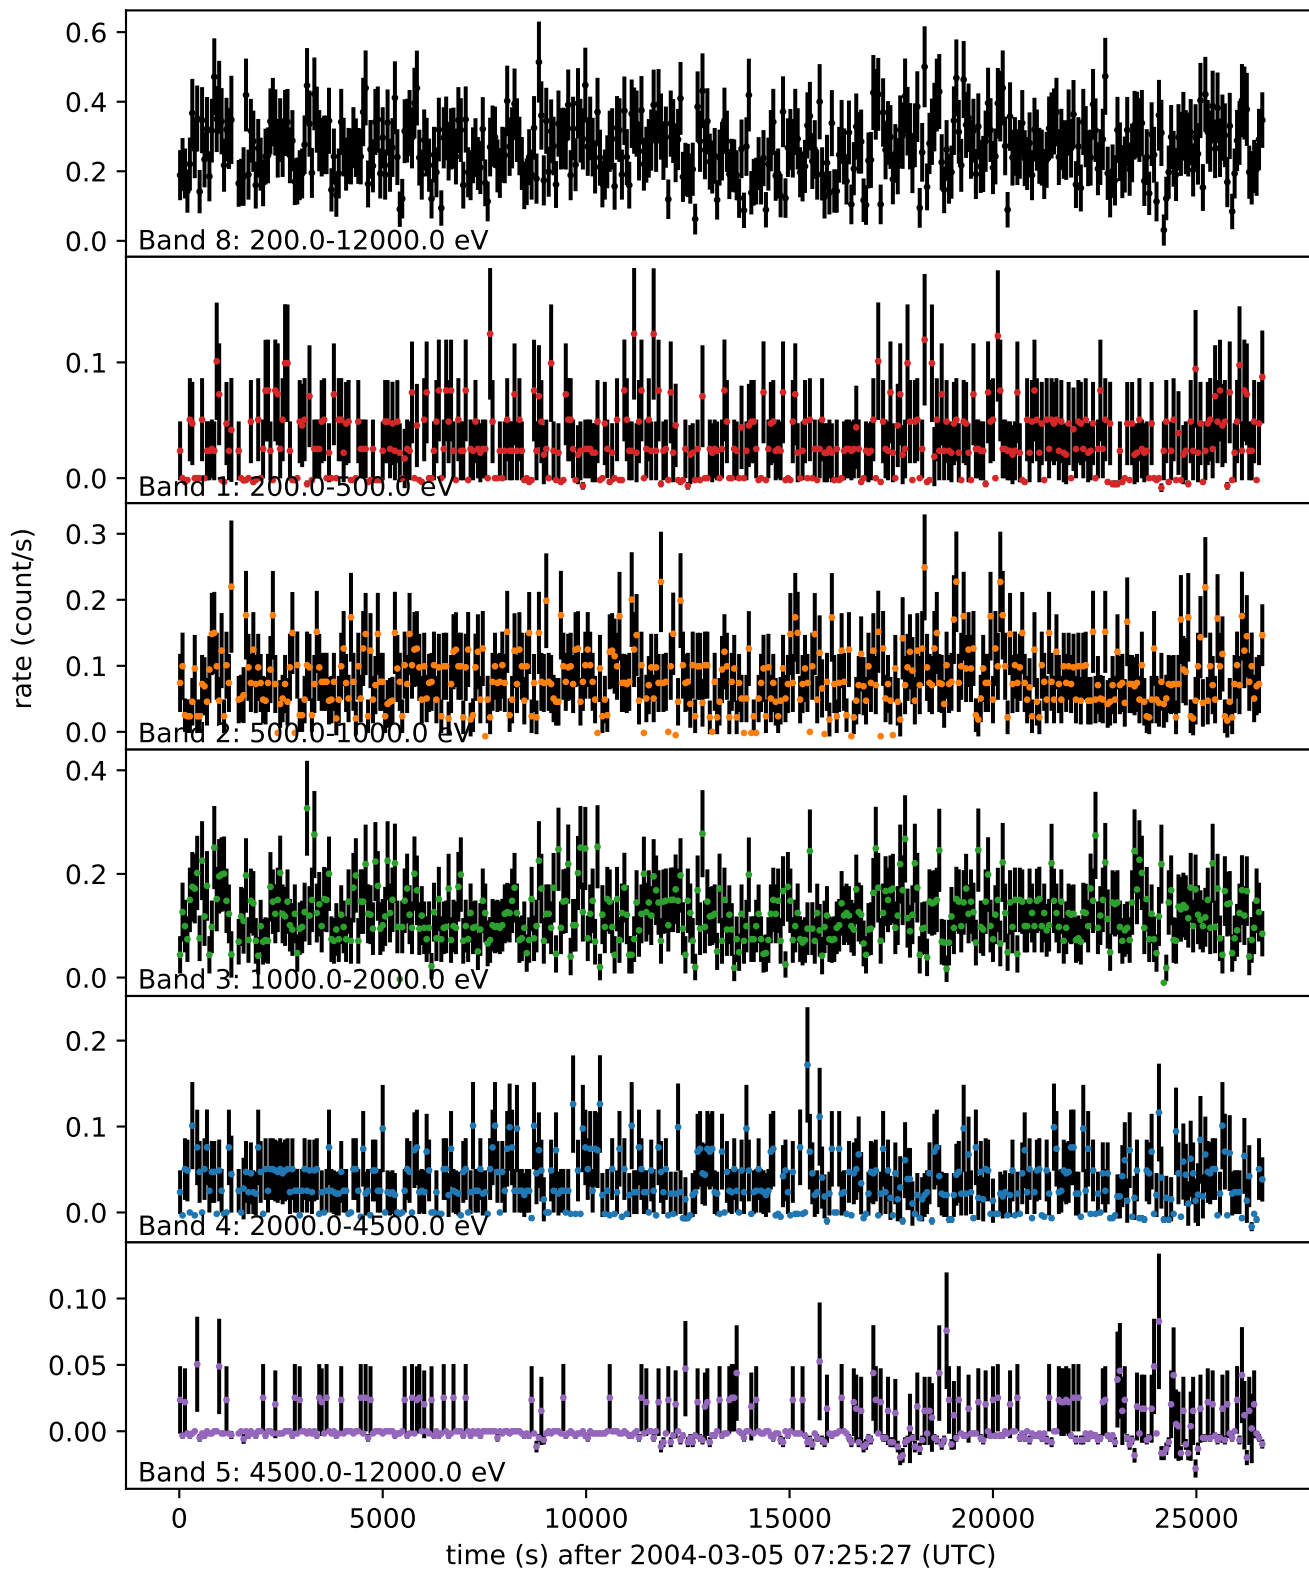 0.6
0.4
0.2
0.0
Band 8: 200.0-12000.0 eV
0.1
0.0
Band 1: 200.0-500.0 eV
0.3
0.2
0.1
0.0
Band 2: 500.0-1000.0 eV
rate (count/s)
0.4
0.2
0.0
Band 3: 1000.0-2000.0 eV
0.2
0.1
0.0
Band 4: 2000.0-4500.0 eV
0.10
0.05
0.00
Band 5: 4500.0-12000.0 eV
0 5000 10000 15000 20000 25000
time (s) after 2004-03-05 07:25:27 (UTC)